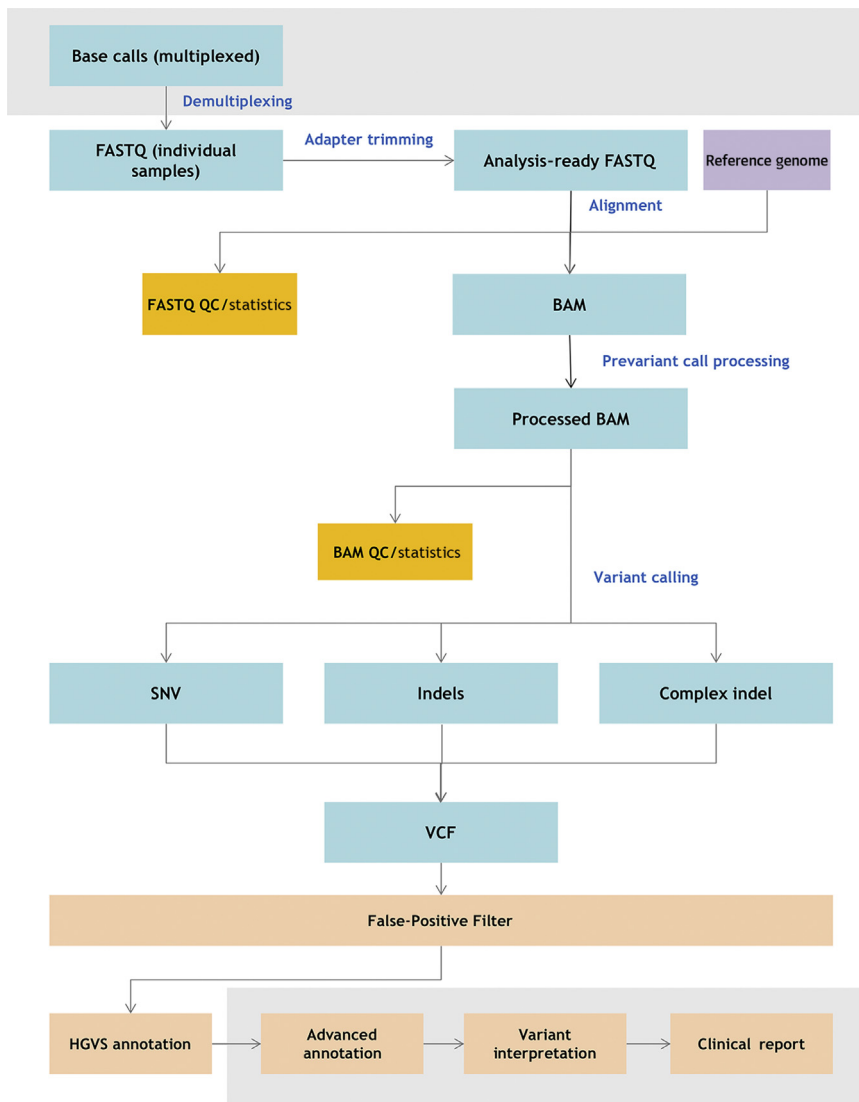 Base calls (multiplexed)
Demultiplexing
FASTQ (individual
samples)
Adapter trimming
Analysis-ready FASTQ
Reference genome
Alignment
FASTQ QC/statistics
BAM
Prevariant call processing
Processed BAM
BAM QC/statistics
Variant calling
SNV
Indels
Complex indel
VCF
False-Positive Filter
HGVS annotation
Advanced
annotation
Variant
interpretation
Clinical report